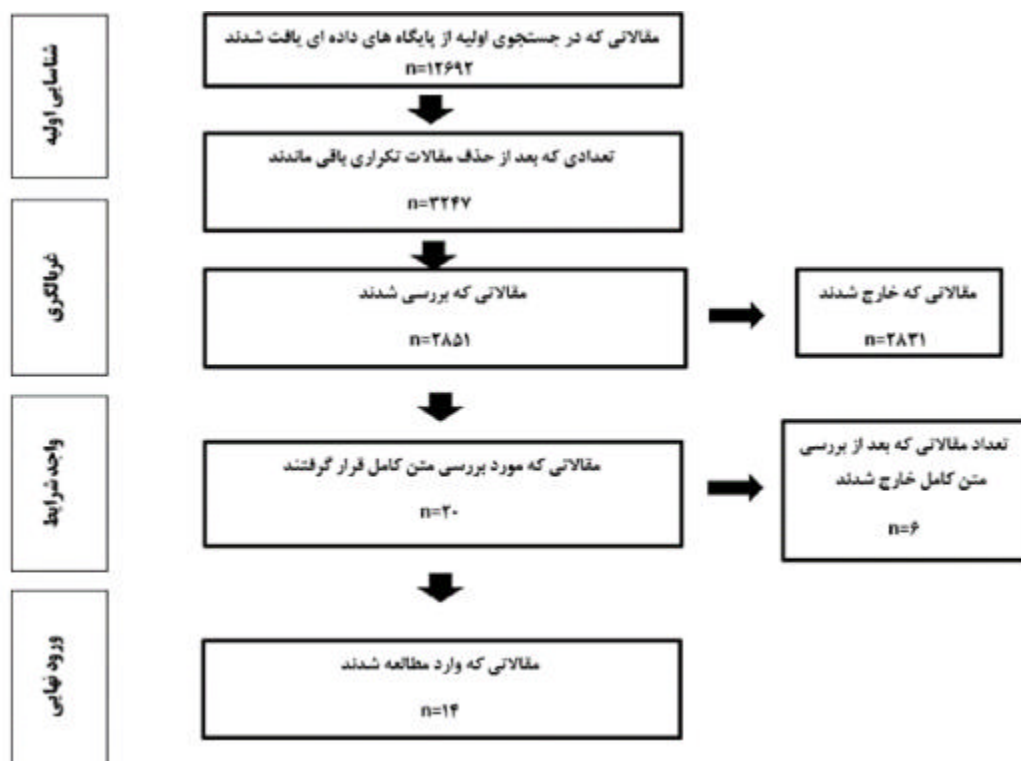 شناسایی اولیه
مقالاتی که در جستجوی اولیه از پایگاه های داده ای یافت شدند
n=۱۲۶۹۲
تعدادی که بعد از حذف مقالات تکراری باقی ماندند
n=۳۲۴۷
غربالگری
مقالاتی که بررسی شدند
n=۲۸۵۱
مقالاتی که خارج شدند
n=۲۸۳۱
واجد شرایط
مقالاتی که مورد بررسی متن کامل قرار گرفتند
n=۲۰
تعداد مقالاتی که بعد از بررسی
متن کامل خارج شدند
n=۶
ورود نهایی
مقالاتی که وارد مطالعه شدند
n=۱۴